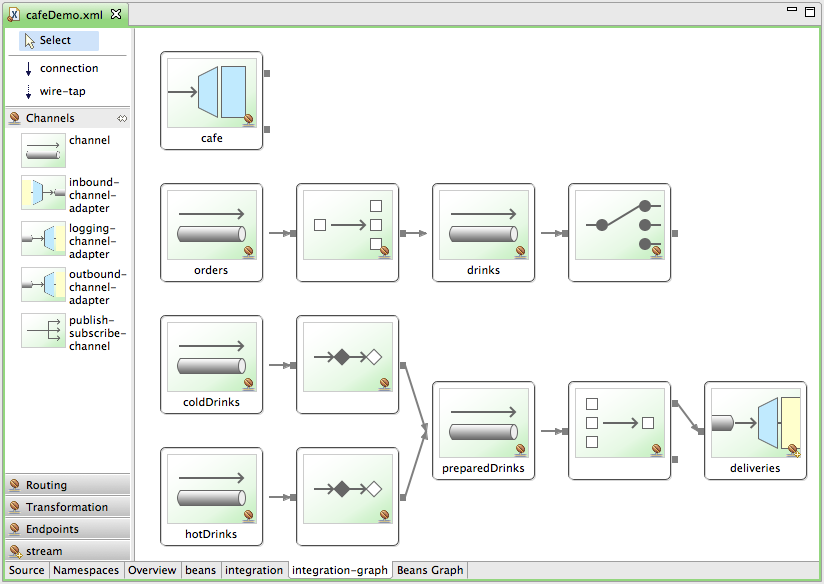 cafeDemo.xml
Select
connection
wire-tap
Channels
channel
inbound-
channel-
adapter
logging-
channel-
adapter
outbound-
channel-
adapter
publish-
subscribe-
channel
Routing
Transformation
Endpoints
stream
cafe
orders
drinks
coldDrinks
hotDrinks
preparedDrinks
deliveries
Source Namespaces Overview beans integration integration-graph Beans Graph